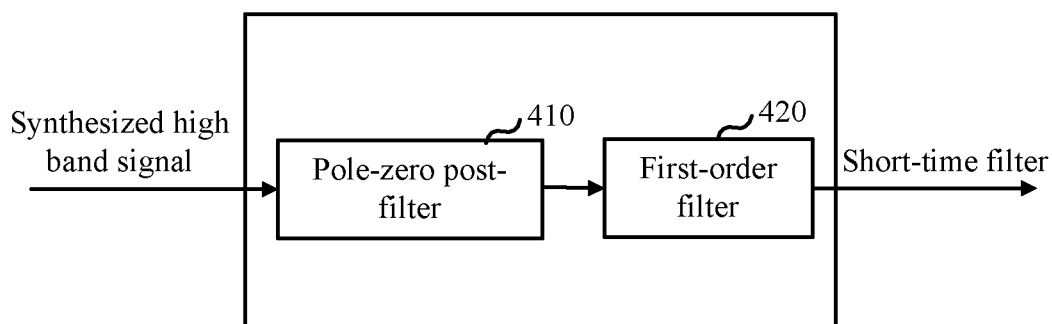 Synthesized high
band signal
410
Pole-zero post-
filter
420
First-order
filter
Short-time filter